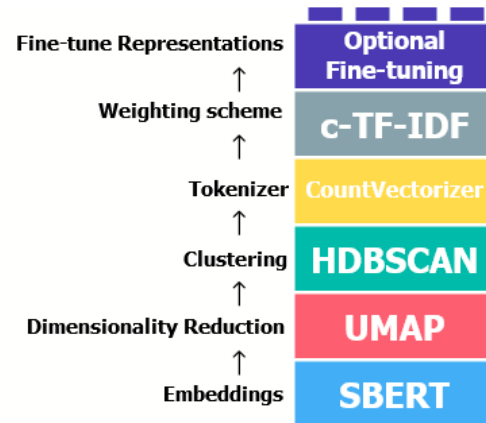 Fine-tune Representations
Optional
Fine-tuning
Weighting scheme
c-TF-IDF
Tokenizer
CountVectorizer
Clustering
HDBSCAN
Dimensionality Reduction
UMAP
Embeddings
SBERT